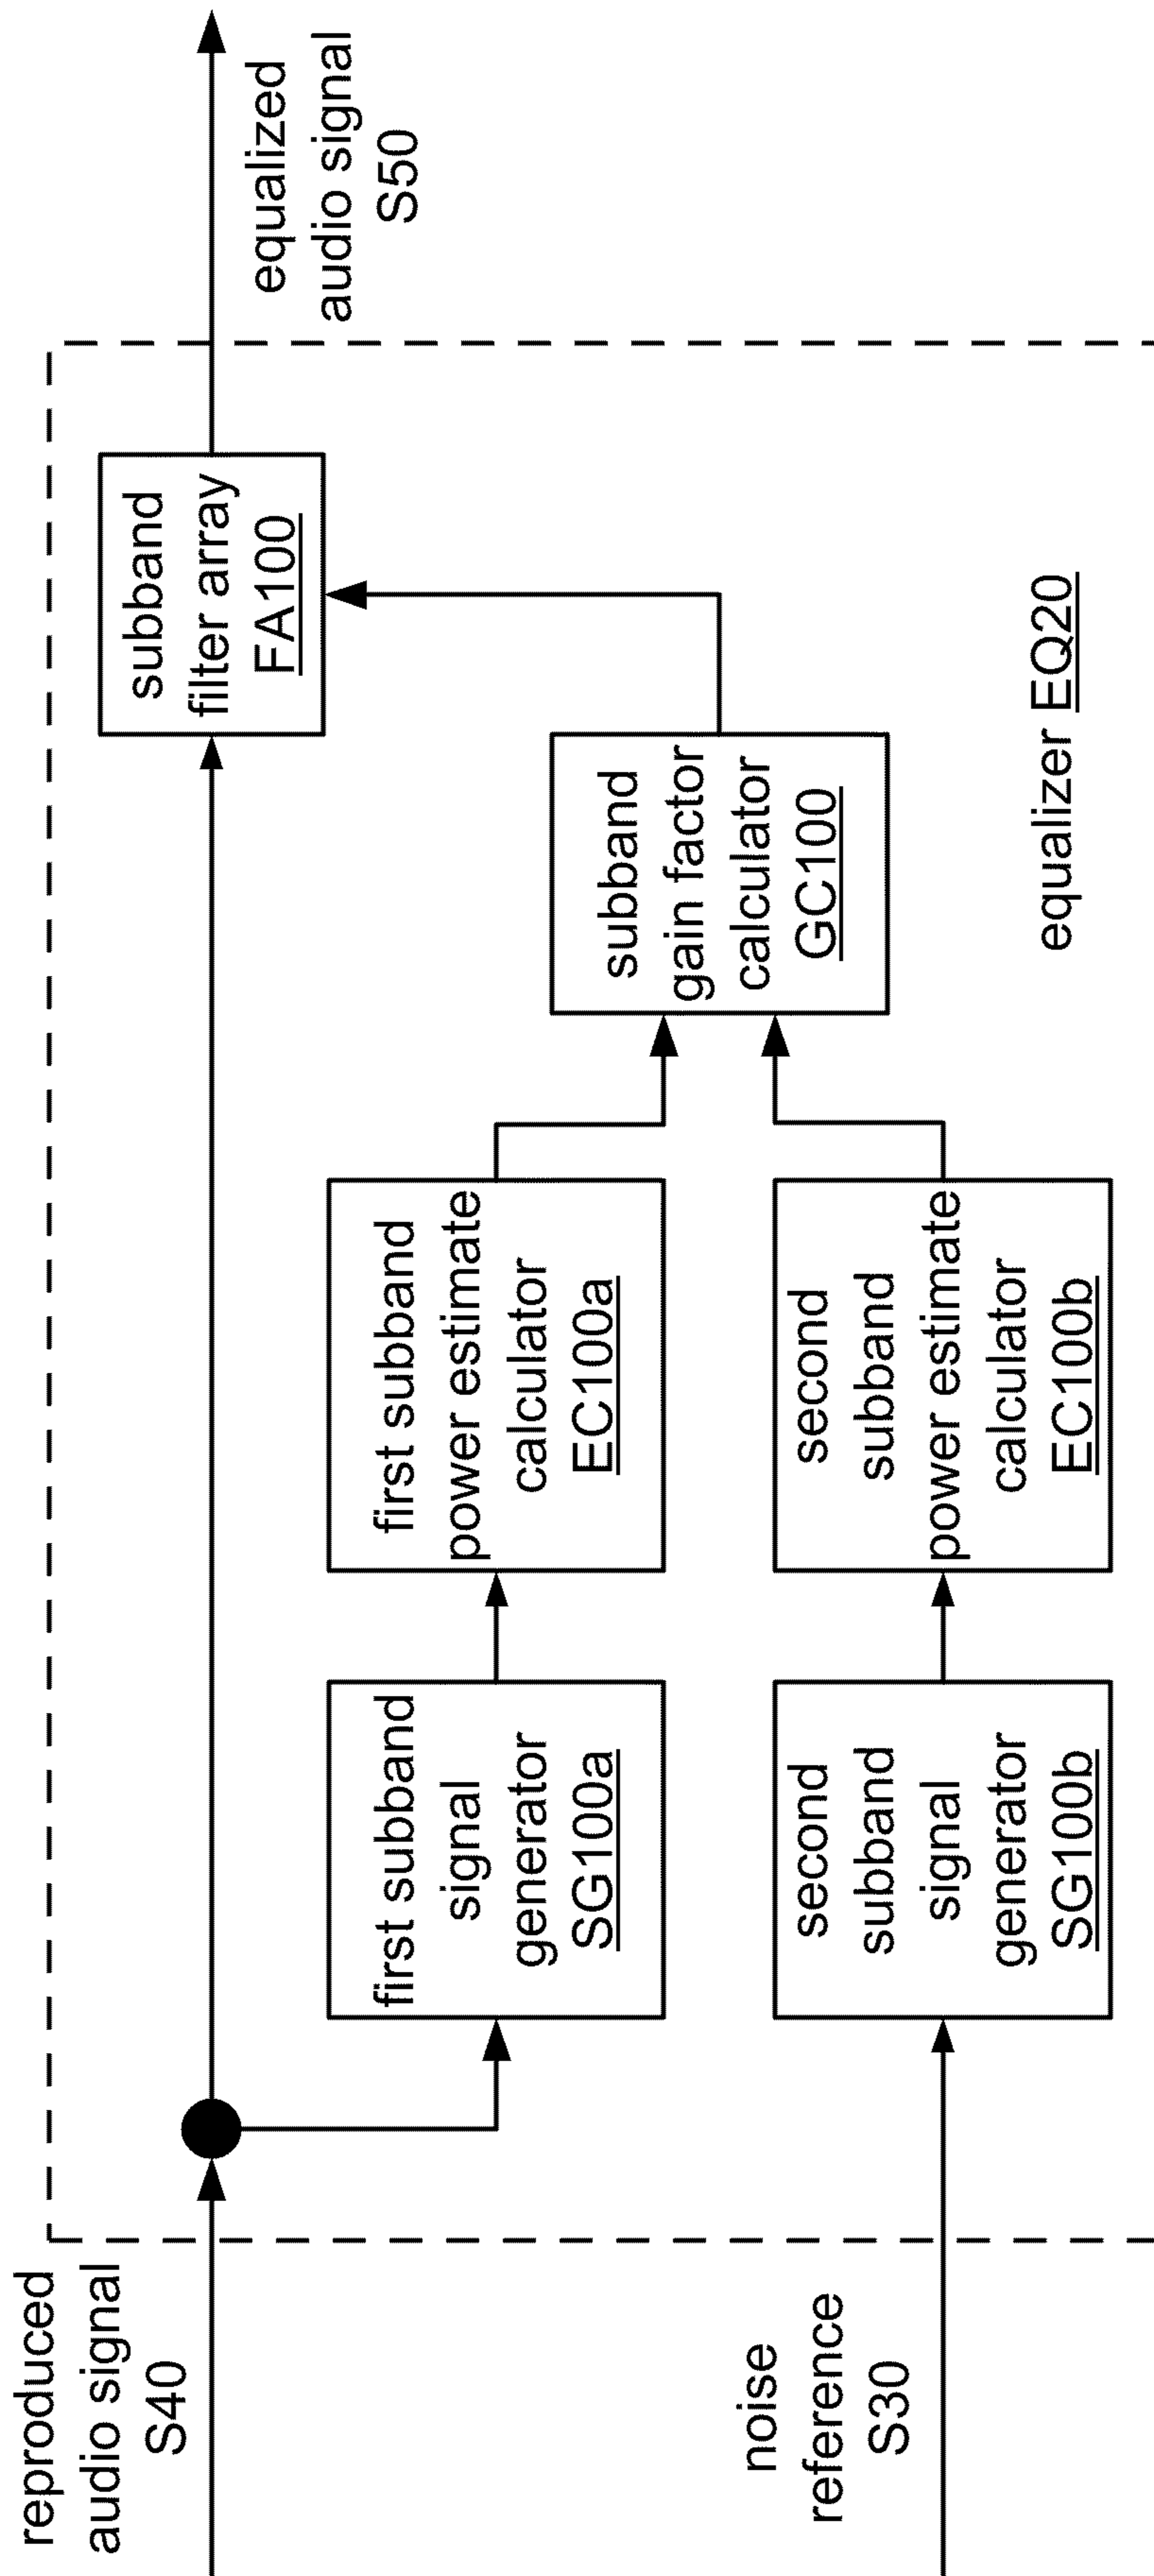 reproduced
audio signal
S40
noise
reference
S30
first subband
signal
generator
SG100a
second
subband
signal
generator
SG100b
first subband
power estimate
calculator
EC100a
second
subband
power estimate
calculator
EC100b
subband
gain factor
calculator
GC100
subband
filter array
FA100
equalizer EQ20
equalized
audio signal
S50